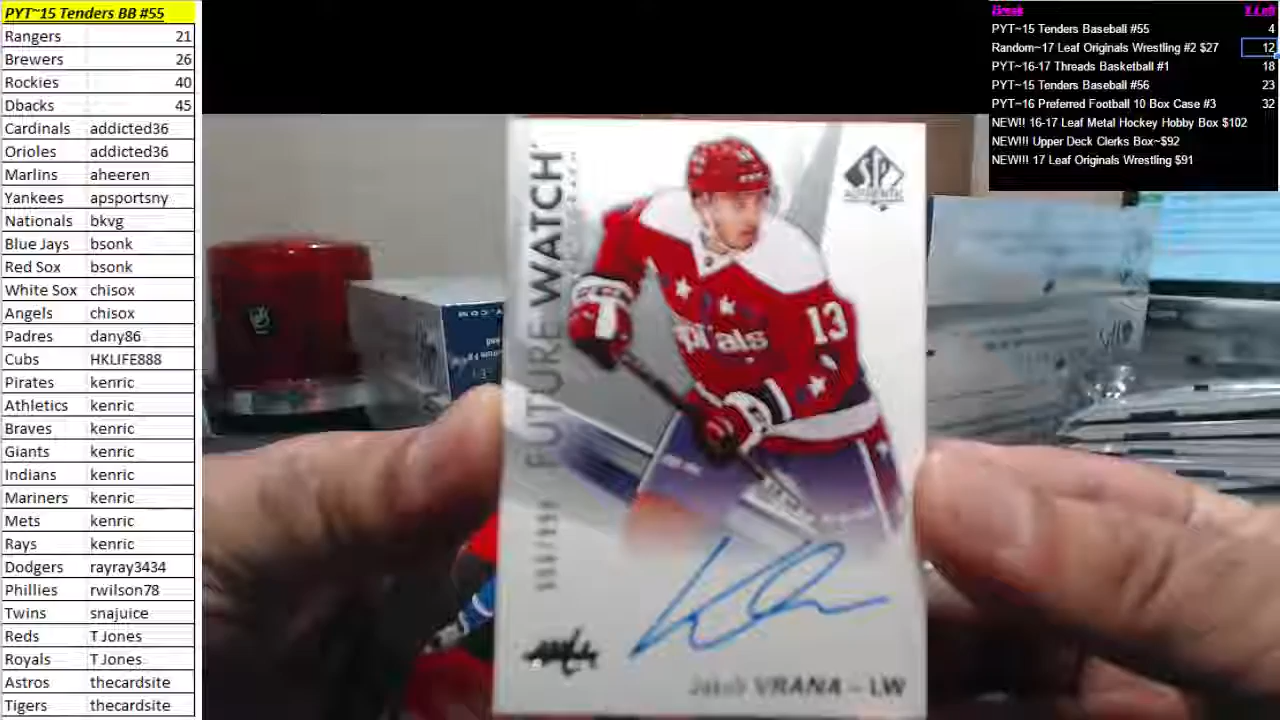 PYT~15 Tenders BB #55
Rangers 21
Brewers 26
Rockies 40
Dbacks 45
Cardinals addicted36
Orioles addicted36
Marlins aheeren
Yankees apsportsny
Nationals bkvg
Blue Jays bsonk
Red Sox bsonk
White Sox chisox
Angels chisox
Padres dany86
Cubs HKLIFE888
Pirates kenric
Athletics kenric
Braves kenric
Giants kenric
Indians kenric
Mariners kenric
Mets kenric
Rays kenric
Dodgers rayray3434
Phillies rwilson78
Twins snajuice
Reds T Jones
Royals T Jones
Astros thecardsite
Tigers thecardsite
Break X Left
PYT~15 Tenders Baseball #55 4
Random~17 Leaf Originals Wrestling #2 $27 12
PYT~16-17 Threads Basketball #1 18
PYT~15 Tenders Baseball #56 23
PYT~16 Preferred Football 10 Box Case #3 32
NEW!! 16-17 Leaf Metal Hockey Hobby Box $102
NEW!!! Upper Deck Clerks Box~$92
NEW!!! 17 Leaf Originals Wrestling $91
FUTURE WATCH
SP
AUTHENTIC
13
Jakub VRANA – LW